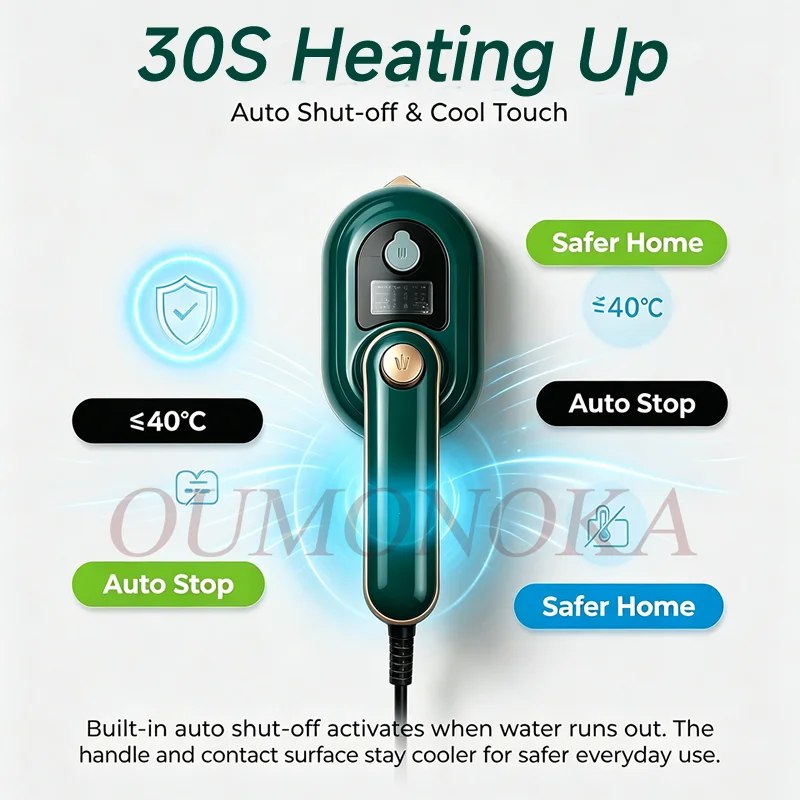 30S Heating Up
Auto Shut-off & Cool Touch
Safer Home
≤40℃
≤40℃
Auto Stop
OUMONOKA
Auto Stop
Safer Home
Built-in auto shut-off activates when water runs out. The
handle and contact surface stay cooler for safer everyday use.